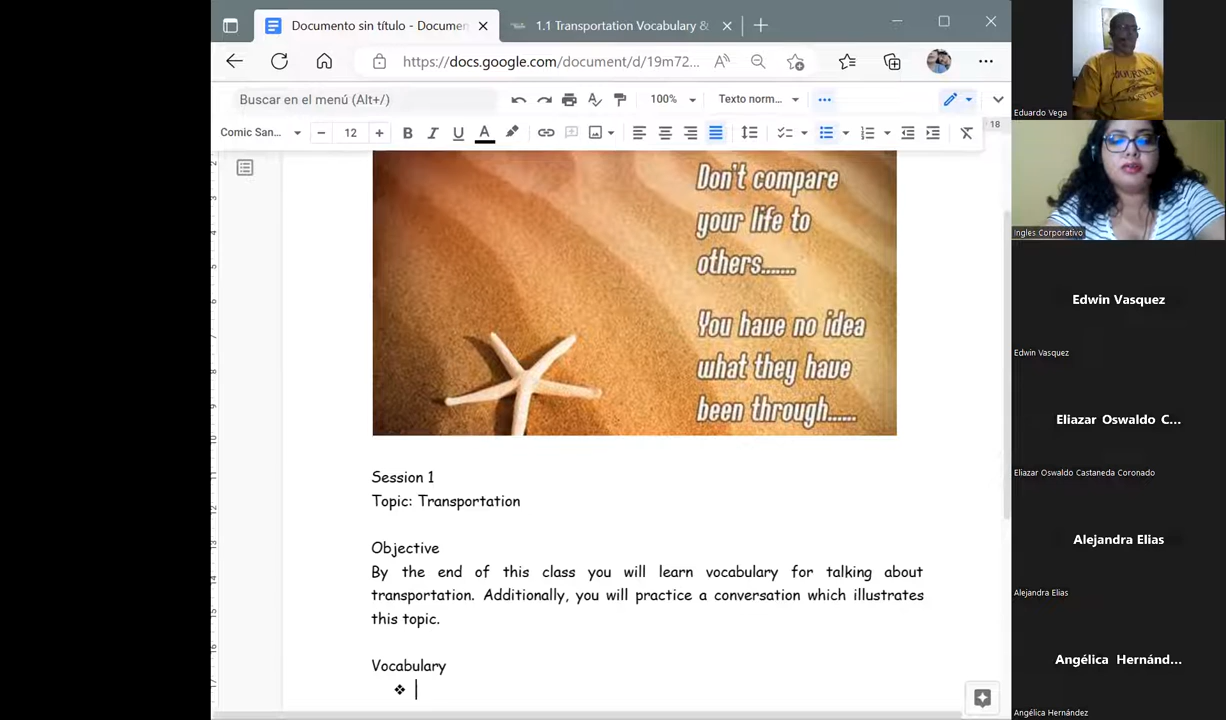 Documento sin título - Documen
1.1 Transportation Vocabulary &
https://docs.google.com/document/d/19m72...
Buscar en el menú (Alt+/)
100%
Texto norm...
Comic San...
12
18
Don't compare
your life to
others.......
You have no idea
what they have
been through......
Session 1
Topic: Transportation
Objective
By the end of this class you will learn vocabulary for talking about
transportation. Additionally, you will practice a conversation which illustrates
this topic.
Vocabulary
Eduardo Vega
Ingles Corporativo
Edwin Vasquez
Edwin Vasquez
Eliazar Oswaldo C...
Eliazar Oswaldo Castaneda Coronado
Alejandra Elias
Alejandra Elias
Angélica Hernánd...
Angélica Hernández